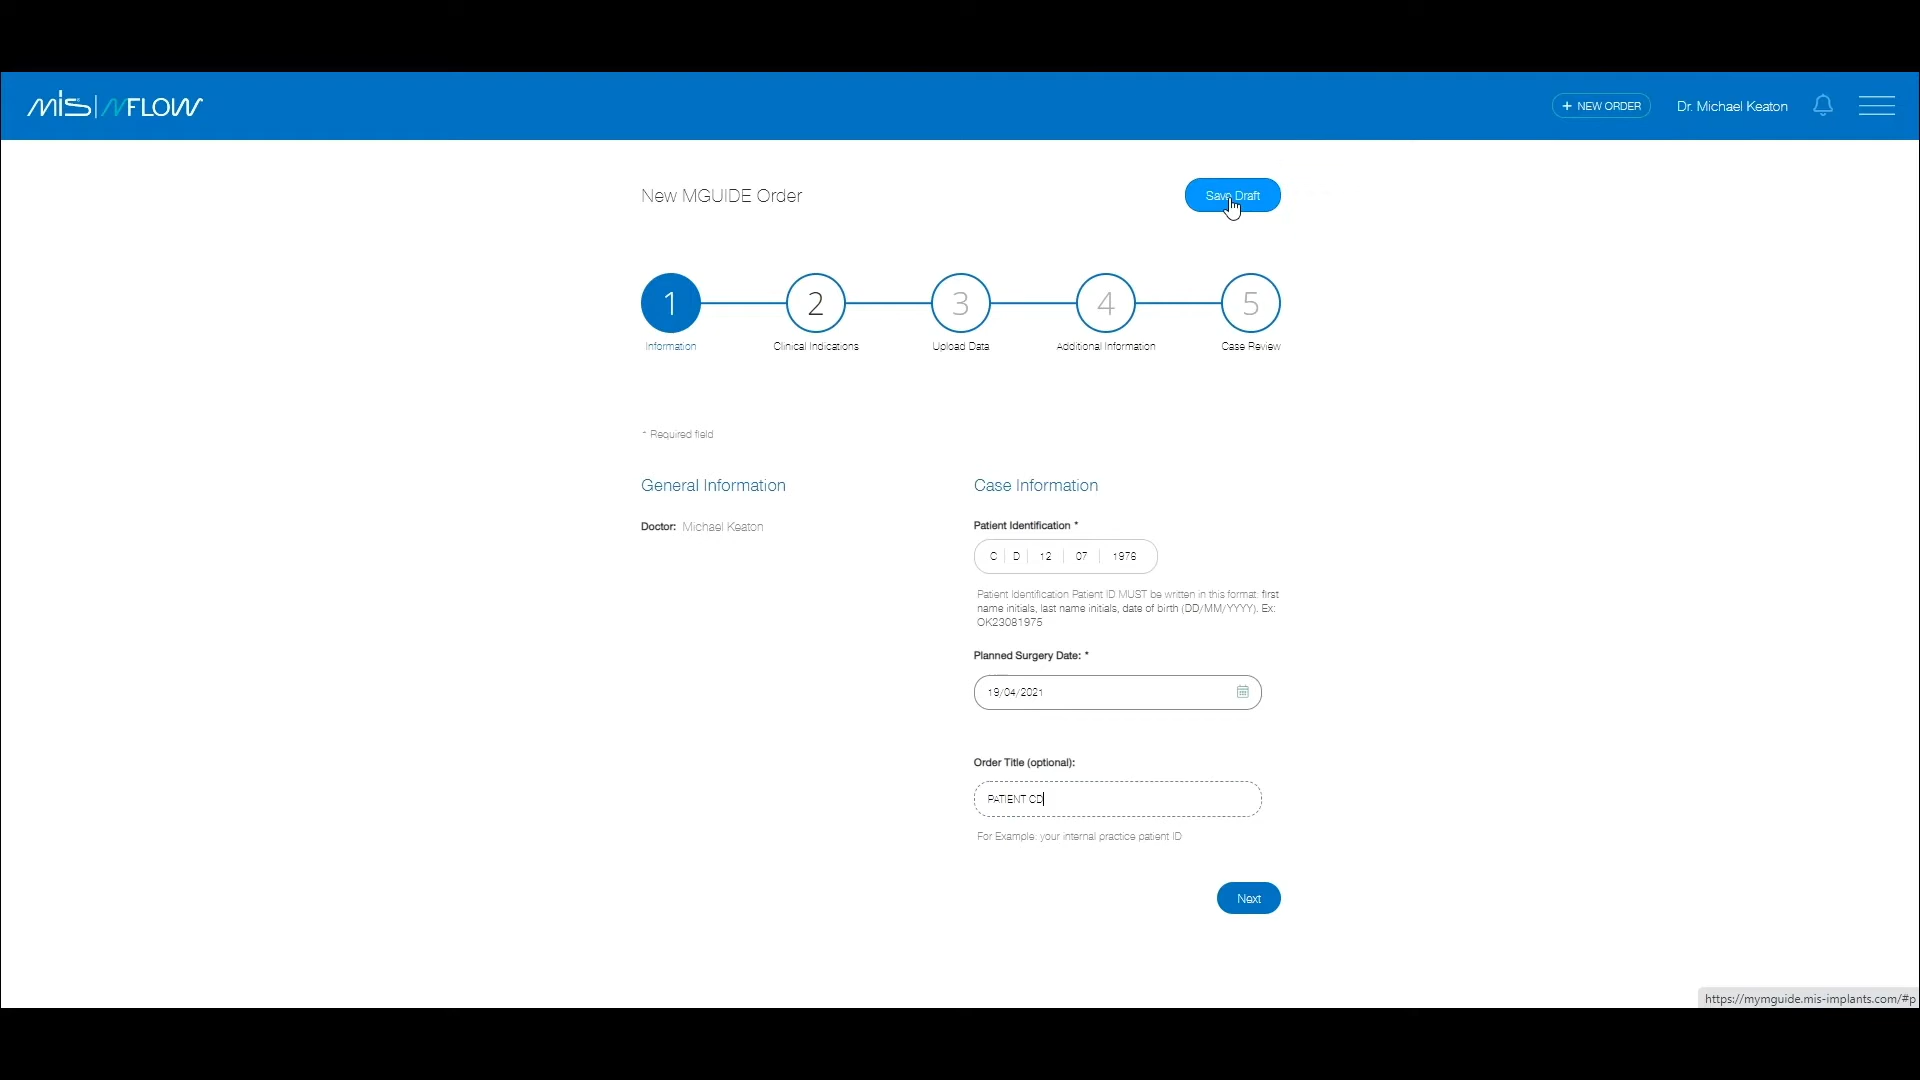 mis | NFLOW
+ NEW ORDER
Dr. Michael Keaton
New MGUIDE Order
Save Draft
1
2
3
4
5
Information
Clinical Indications
Upload Data
Additional Information
Case Review
* Required field
General Information
Doctor: Michael Keaton
Case Information
Patient Identification *
C D 12 07 1976
Patient Identification Patient ID MUST be written in this format: first
name initials, last name initials, date of birth (DD/MM/YYYY). Ex:
OK23081975
Planned Surgery Date: *
19/04/2021
Order Title (optional):
PATIENT CD
For Example: your internal practice patient ID
Next
https://mymguide.mis-implants.com/#p